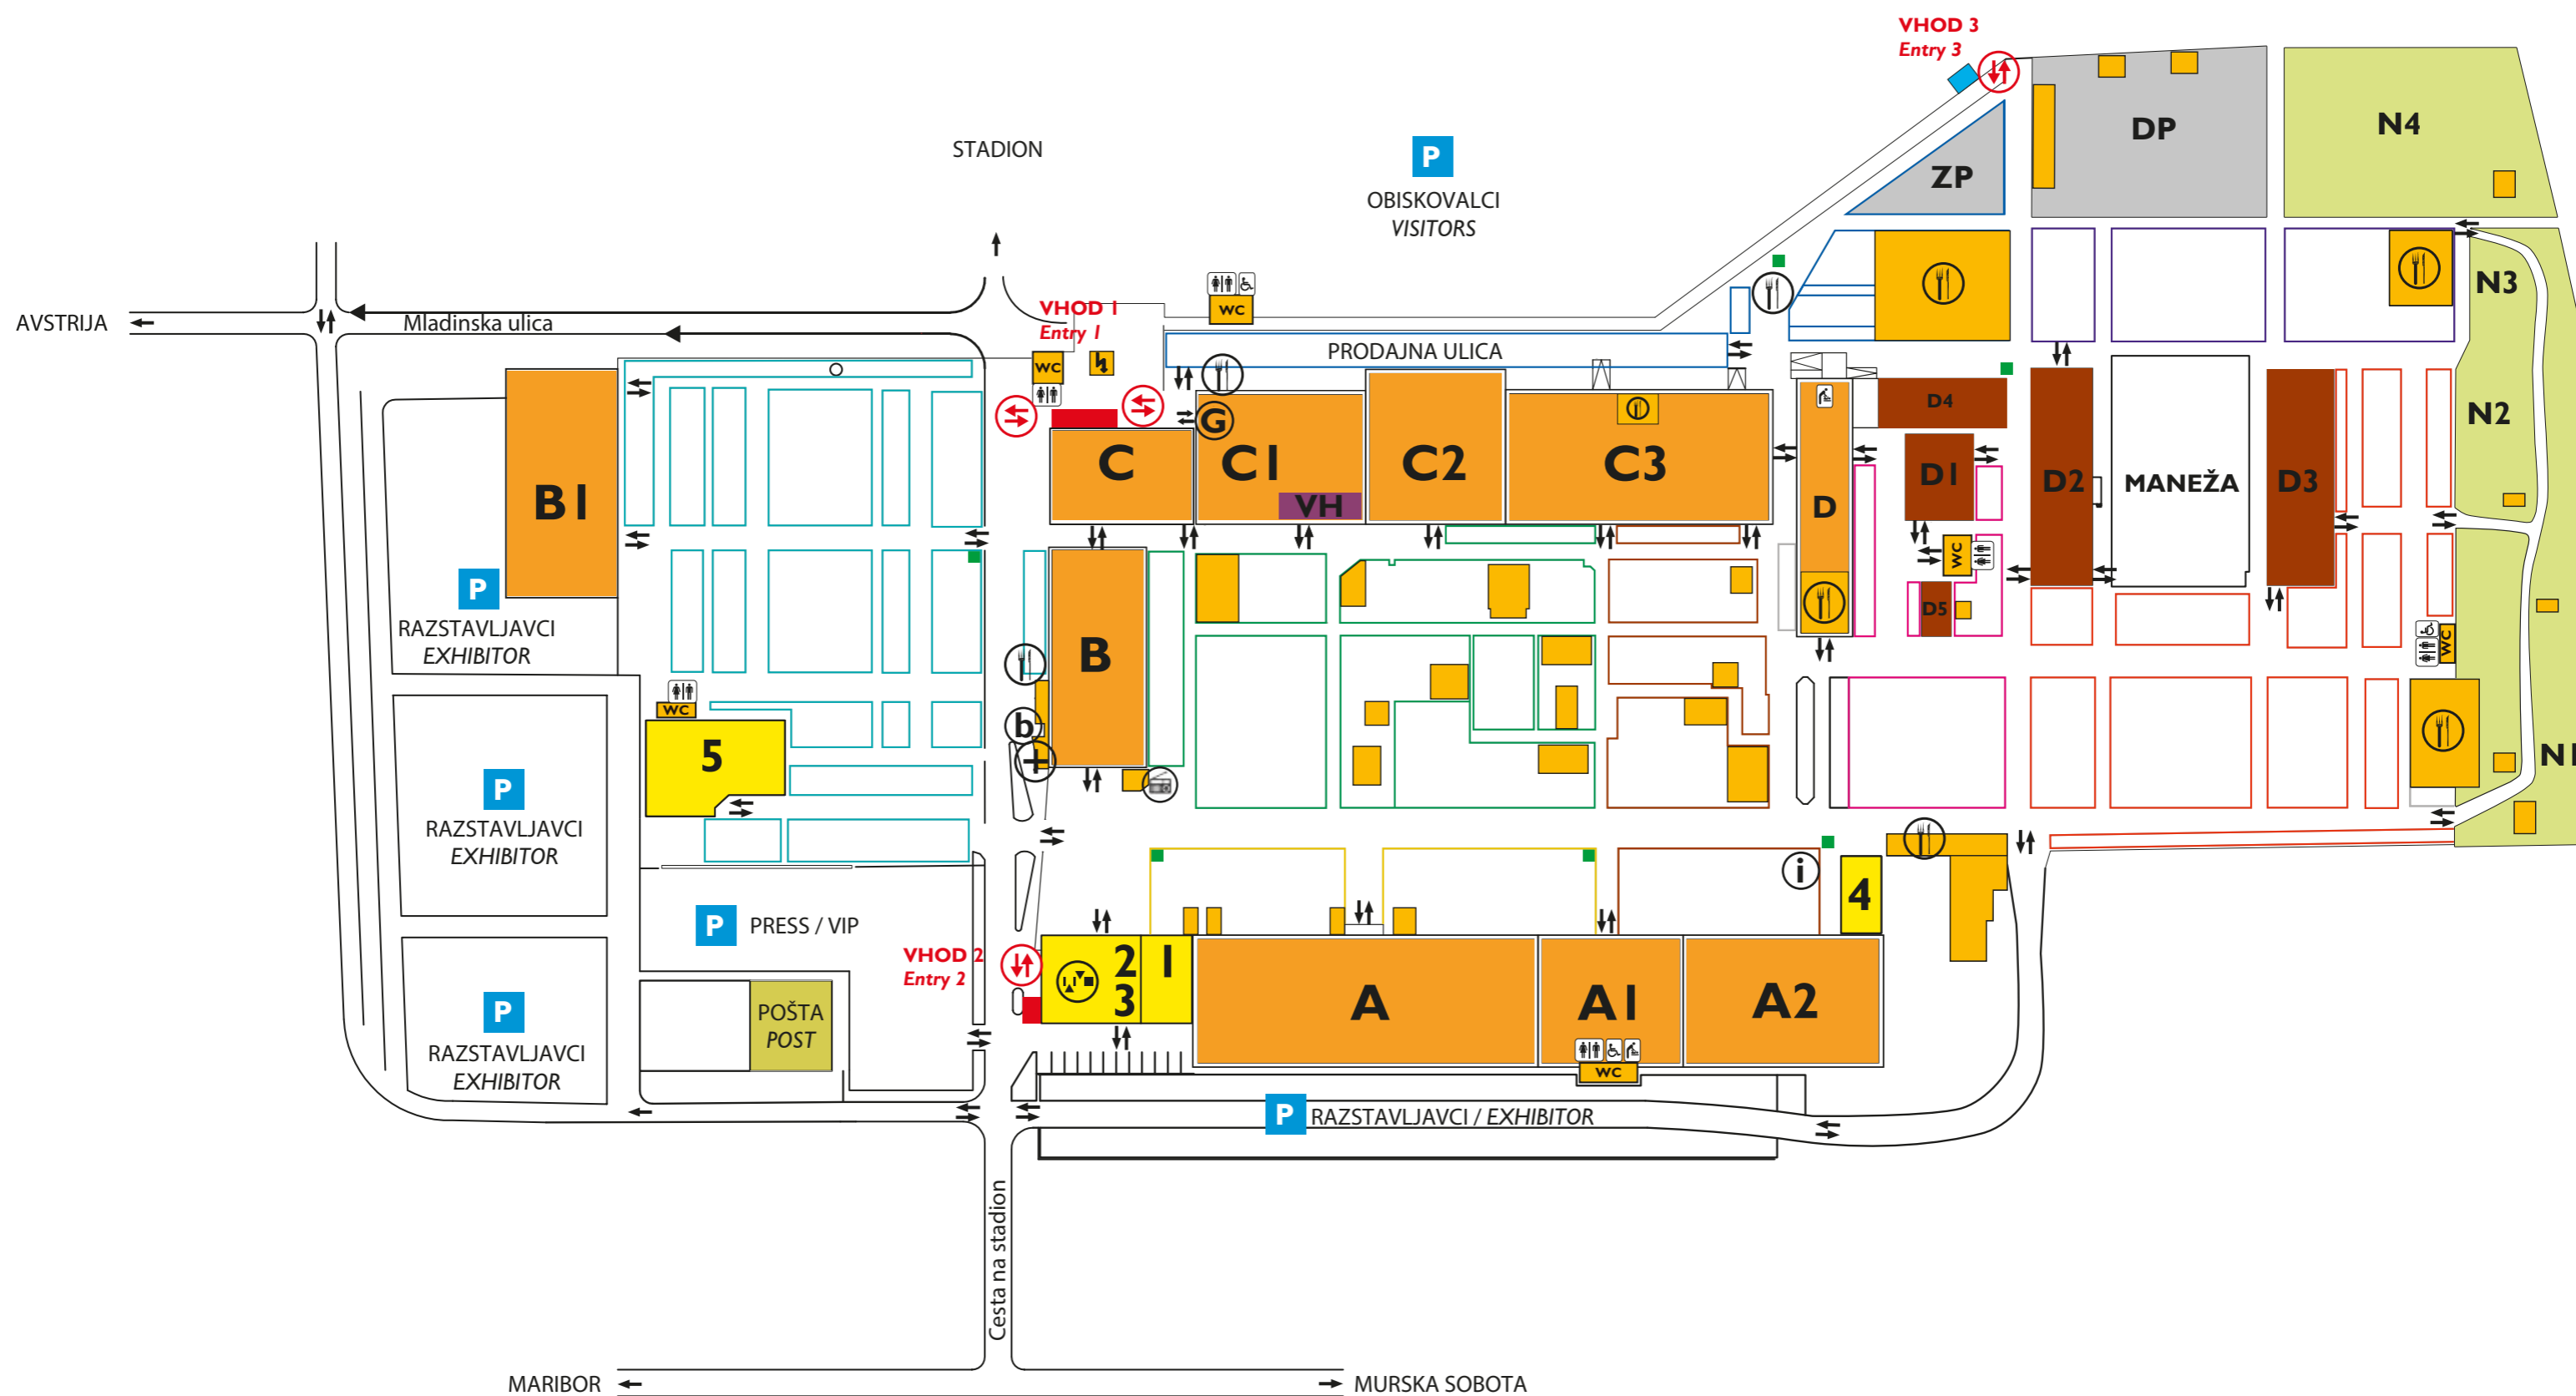 VHOD 3
Entry 3
DP
N4
STADION
P
OBISKOVALCI
VISITORS
ZP
N3
AVSTRIJA
Mladinska ulica
VHOD 1
Entry 1
WC
WC
PRODAJNA ULICA
G
B1
C
C1
VH
C2
C3
D
D4
D1
D2
MANEŽA
D3
N2
WC
D5
P
RAZSTAVLJAVCI
EXHIBITOR
B
WC
WC
5
b
N1
P
RAZSTAVLJAVCI
EXHIBITOR
i
4
P
PRESS / VIP
VHOD 2
Entry 2
2
3
1
A
A1
A2
WC
P
RAZSTAVLJAVCI
EXHIBITOR
POŠTA
POST
P
RAZSTAVLJAVCI / EXHIBITOR
Cesta na stadion
MARIBOR
MURSKA SOBOTA